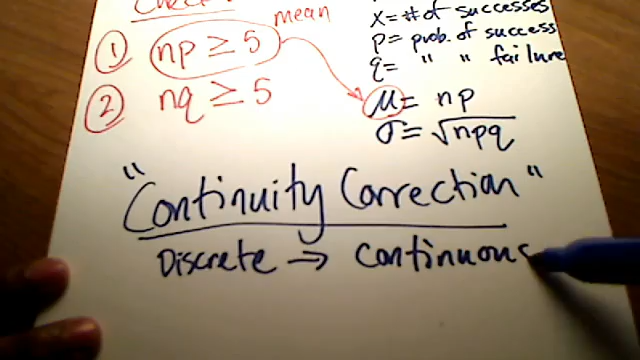 mean
① np ≥ 5
② nq ≥ 5
x = # of successes
p = prob. of success
q = " " failure
μ = np
σ = √npq
"Continuity Correction"
Discrete → Continuous